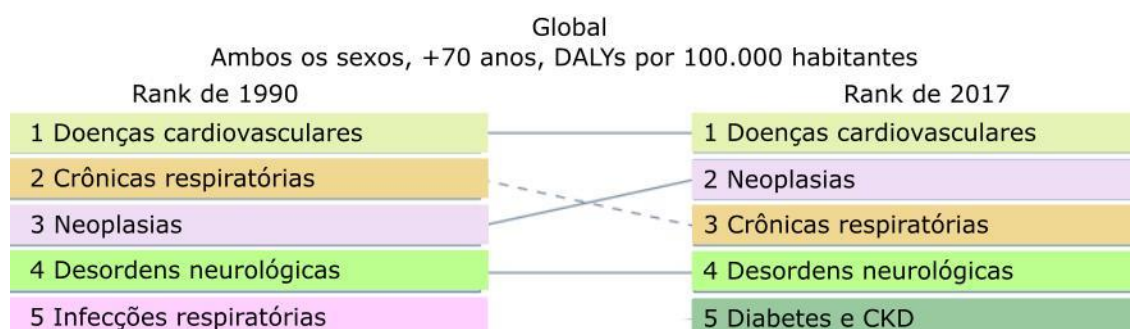 Global
Ambos os sexos, +70 anos, DALYs por 100.000 habitantes
Rank de 1990
Rank de 2017
1 Doenças cardiovasculares
1 Doenças cardiovasculares
2 Crônicas respiratórias
2 Neoplasias
3 Neoplasias
3 Crônicas respiratórias
4 Desordens neurológicas
4 Desordens neurológicas
5 Infecções respiratórias
5 Diabetes e CKD